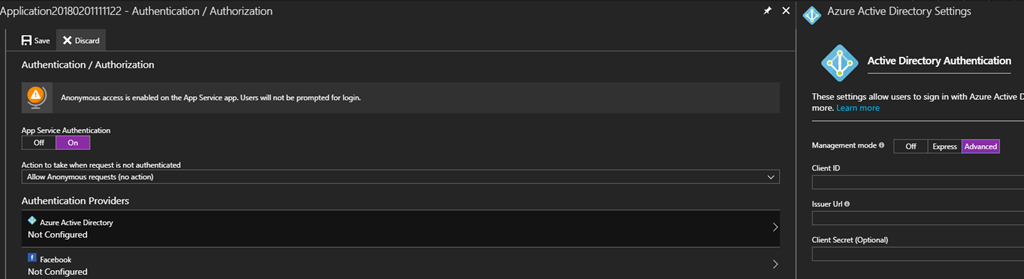 Application20180201111122 - Authentication / Authorization
Save
Discard
Authentication / Authorization
Anonymous access is enabled on the App Service app. Users will not be prompted for login.
App Service Authentication
Off
On
Action to take when request is not authenticated
Allow Anonymous requests (no action)
Authentication Providers
Azure Active Directory
Not Configured
Facebook
Not Configured
Azure Active Directory Settings
Active Directory Authentication
These settings allow users to sign in with Azure Active D
more. Learn more
Management mode
Off
Express
Advanced
Client ID
Issuer Url
Client Secret (Optional)